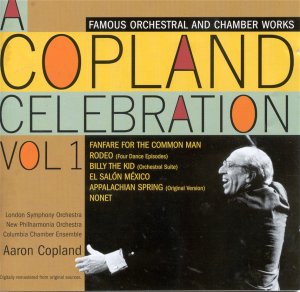 A
FAMOUS ORCHESTRAL AND CHAMBER WORKS
COPLAND
CELEBRATION
VOL 1
FANFARE FOR THE COMMON MAN
RODEO (Four Dance Episodes)
BILLY THE KID (Orchestral Suite)
EL SALÓN MÉXICO
APPALACHIAN SPRING (Original Version)
NONET
London Symphony Orchestra
New Philharmonia Orchestra
Columbia Chamber Ensemble
Aaron Copland
Digitally remastered from original sources.